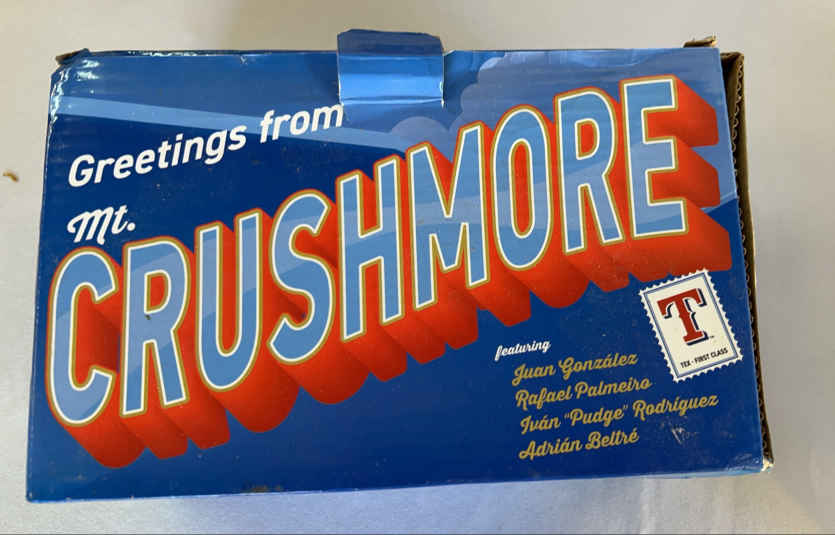 Greetings from
Mt.
CRUSHMORE
featuring
Juan González
Rafael Palmeiro
Iván “Pudge” Rodríguez
Adrián Beltré
T
TEX - FIRST CLASS